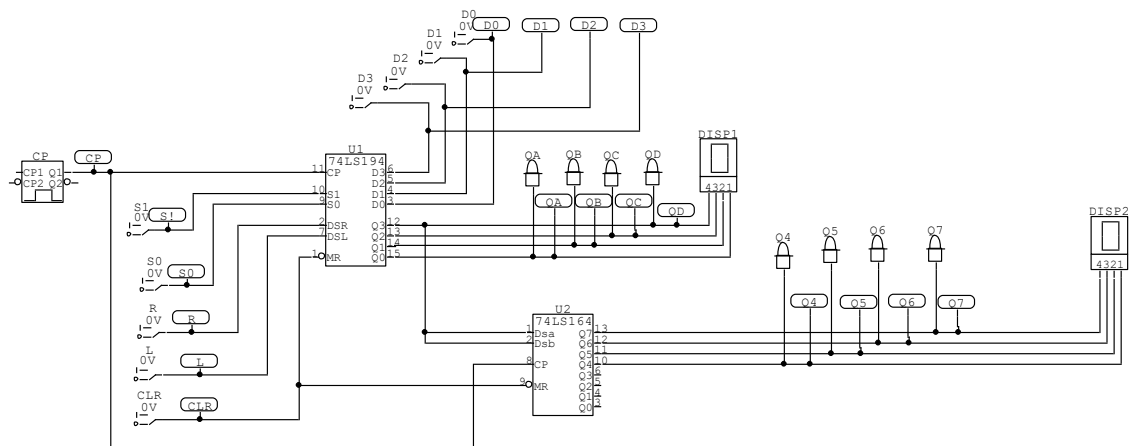 D0
0V
D0
D1
D2
D3
D1
0V
D2
0V
D3
0V
CP
CP1 Q1
CP2 Q2
CP
U1
74LS194
11 CP
10 S1
9 S0
2 DSR
7 DSL
1 MR
D3 6
D2 5
D1 4
D0 3
Q3 12
Q2 13
Q1 14
Q0 15
QA
QB
QC
QD
QA
QB
QC
QD
DISP1
4321
S1
0V
S!
S0
0V
S0
R
0V
R
L
0V
L
CLR
0V
CLR
U2
74LS164
1 Dsa
2 Dsb
8 CP
9 MR
Q7 13
Q6 12
Q5 11
Q4 10
Q3 6
Q2 5
Q1 4
Q0 3
Q4
Q5
Q6
Q7
Q4
Q5
Q6
Q7
DISP2
4321